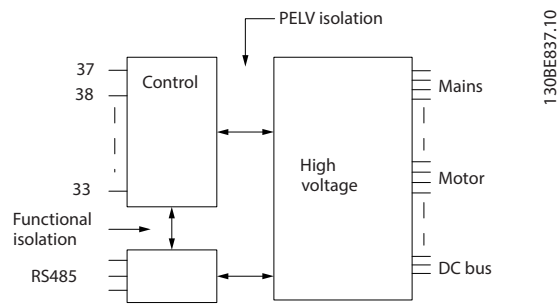 PELV isolation
130BE837.10
37
Control
38
Mains
High
voltage
Motor
33
Functional
isolation
RS485
DC bus